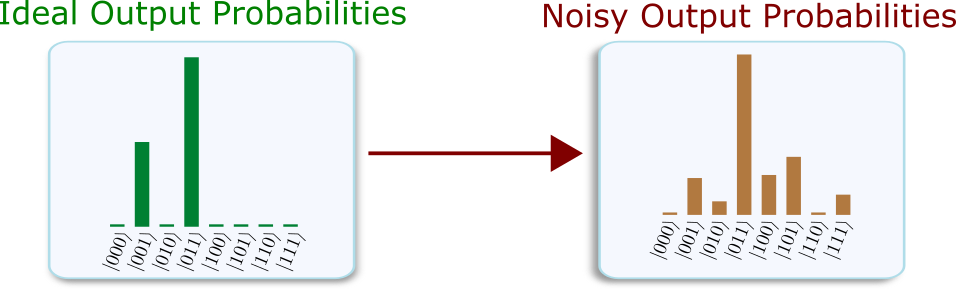 Ideal Output Probabilities
Noisy Output Probabilities
|000⟩ |001⟩ |010⟩ |011⟩ |100⟩ |101⟩ |110⟩ |111⟩
|000⟩ |001⟩ |010⟩ |011⟩ |100⟩ |101⟩ |110⟩ |111⟩